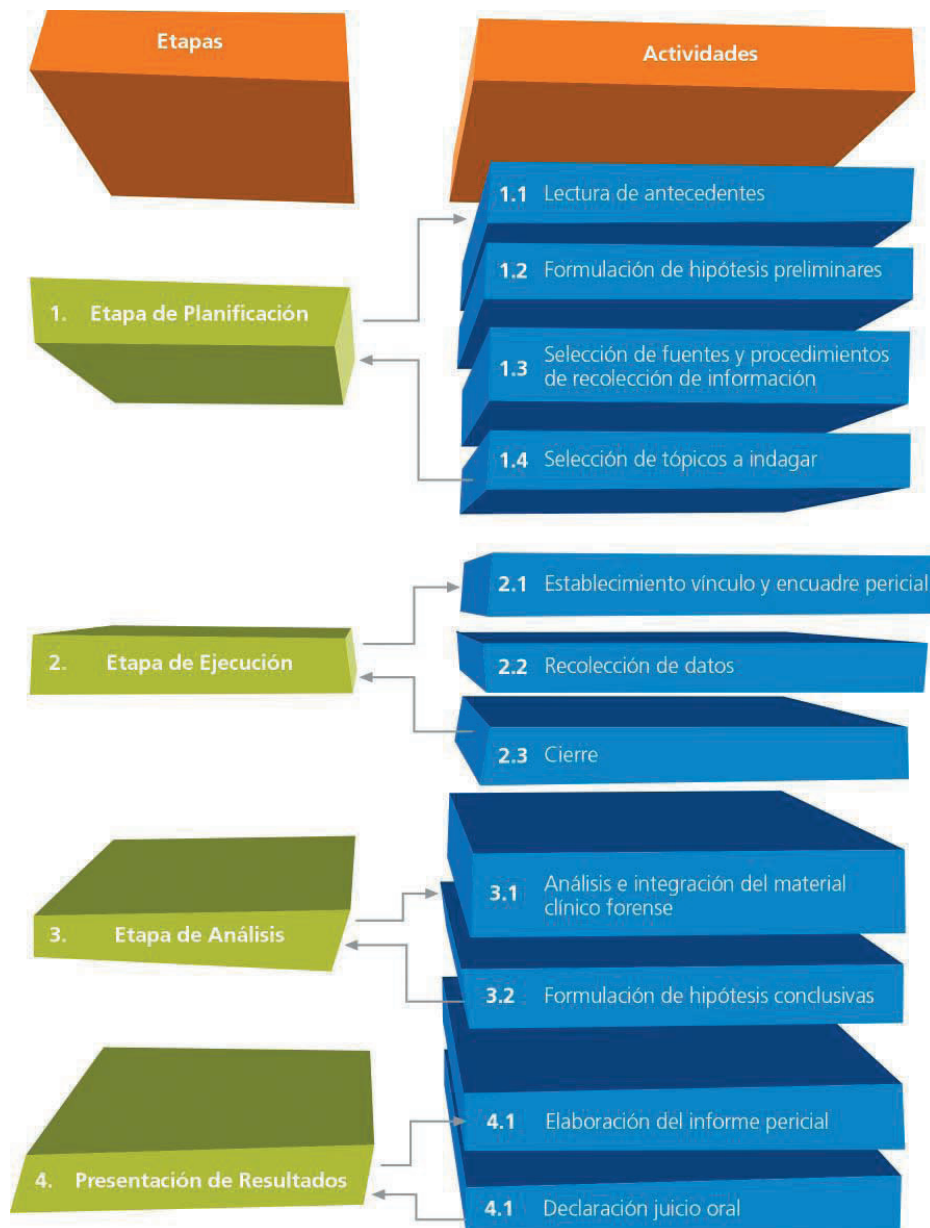 Etapas
Actividades
1. Etapa de Planificación
1.1 Lectura de antecedentes
1.2 Formulación de hipótesis preliminares
1.3 Selección de fuentes y procedimientos
de recolección de información
1.4 Selección de tópicos a indagar
2. Etapa de Ejecución
2.1 Establecimiento vínculo y encuadre pericial
2.2 Recolección de datos
2.3 Cierre
3. Etapa de Análisis
3.1 Análisis e integración del material
clínico forense
3.2 Formulación de hipótesis conclusivas
4. Presentación de Resultados
4.1 Elaboración del informe pericial
4.1 Declaración juicio oral